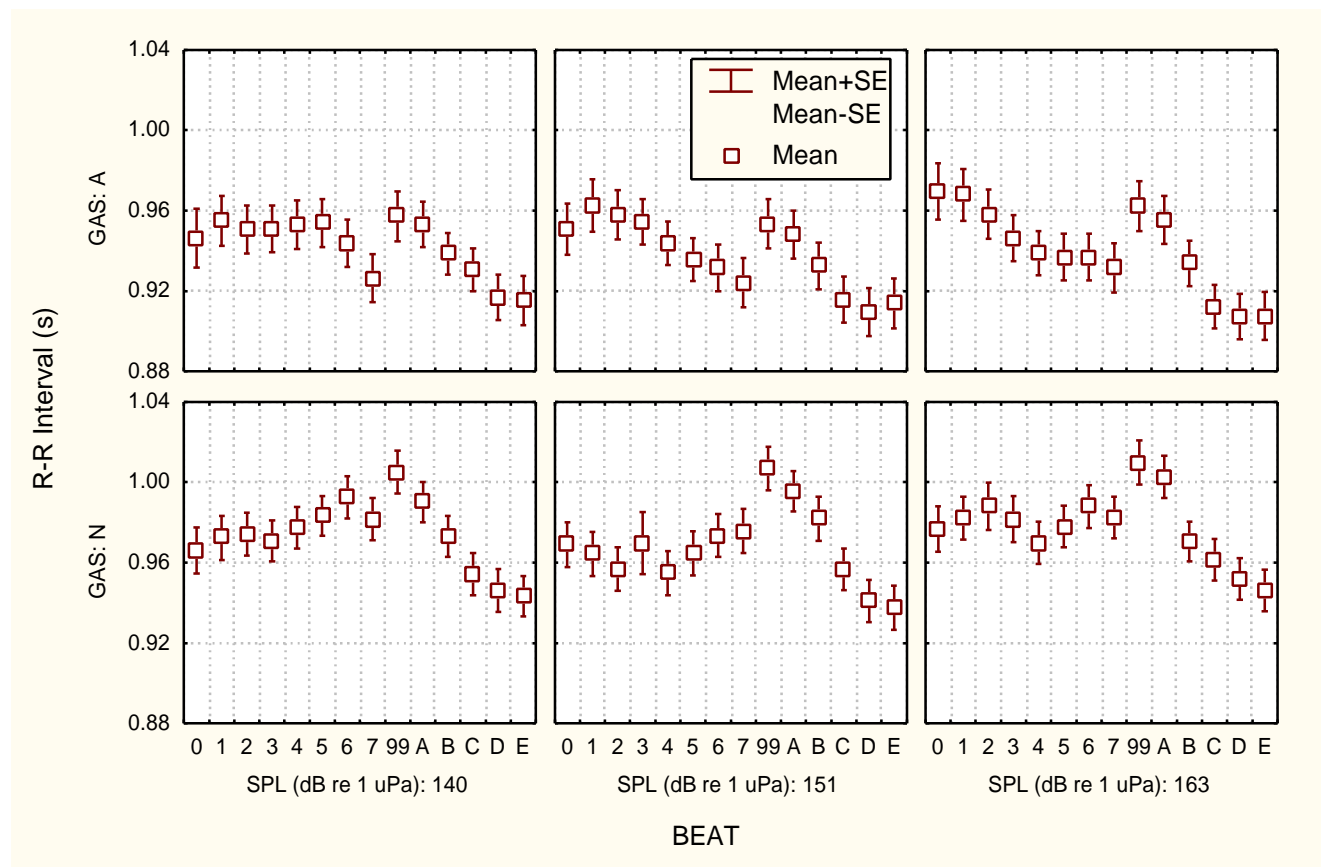 1.04
1.00
0.96
0.92
0.88
GAS: A
Mean+SE
Mean-SE
Mean
R-R Interval (s)
1.04
1.00
0.96
0.92
0.88
GAS: N
0 1 2 3 4 5 6 7 99 A B C D E
0 1 2 3 4 5 6 7 99 A B C D E
0 1 2 3 4 5 6 7 99 A B C D E
SPL (dB re 1 uPa): 140
SPL (dB re 1 uPa): 151
SPL (dB re 1 uPa): 163
BEAT